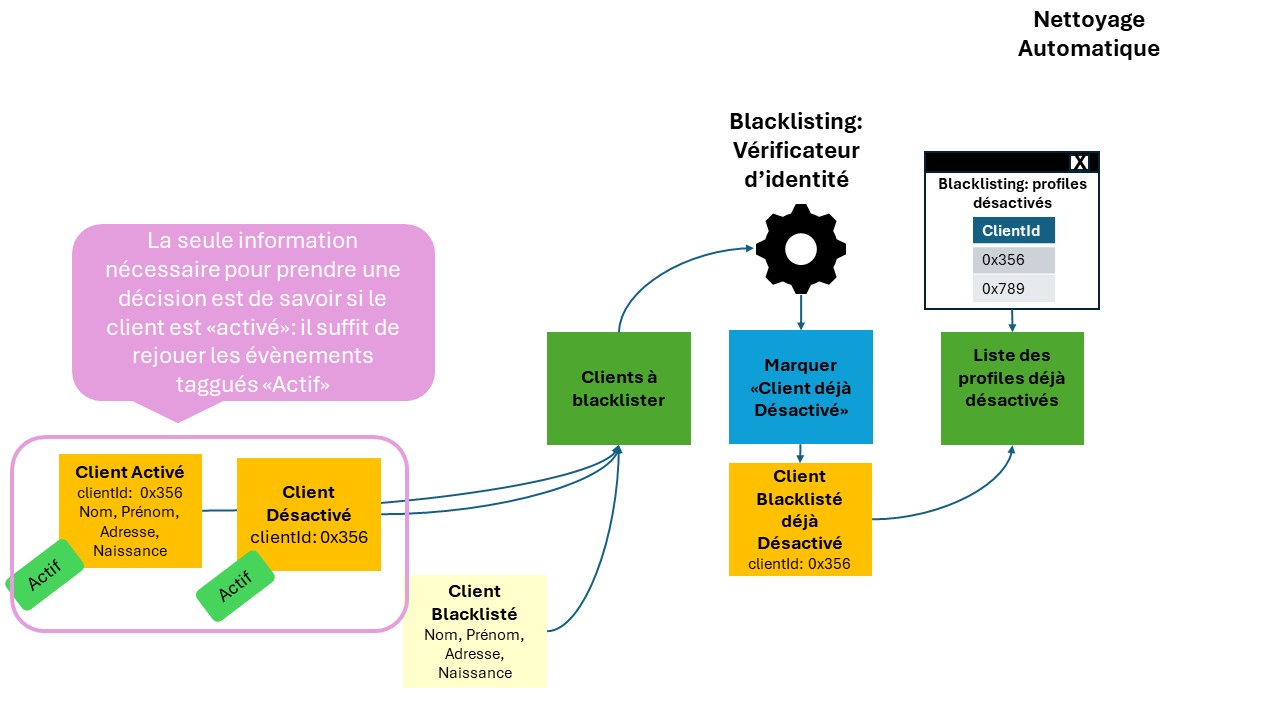 Nettoyage
Automatique
Blacklisting:
Vérificateur
d’identité
X
Blacklisting: profiles
désactivés
ClientId
0x356
0x789
La seule information
nécessaire pour prendre une
décision est de savoir si le
client est «activé»: il suffit de
rejouer les évènements
taggués «Actif»
Clients à
blacklister
Marquer
«Client déjà
Désactivé»
Liste des
profiles déjà
désactivés
Client Activé
clientId:  0x356
Nom, Prénom,
Adresse,
Naissance
Actif
Client
Désactivé
clientId: 0x356
Actif
Client
Blacklisté
déjà
Désactivé
clientId: 0x356
Client
Blacklisté
Nom, Prénom,
Adresse,
Naissance